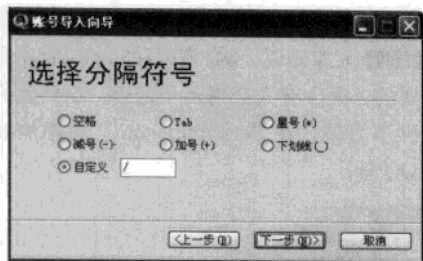 账号导入向导
选择分隔符号
空格 Tab 星号(*)
减号(-) 加号(+) 下划线(_)
自定义 /
<上一步(B) 下一步(N)> 取消